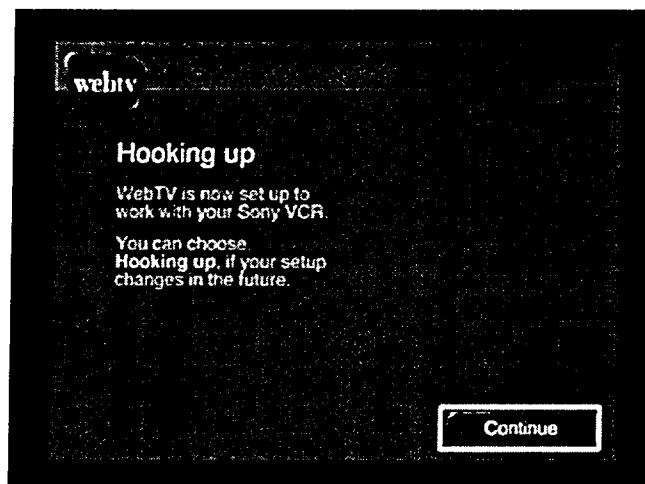 webtv
Hooking up
WebTV is now set up to
work with your Sony VCR.
You can choose
Hooking up, if your setup
changes in the future.
Continue